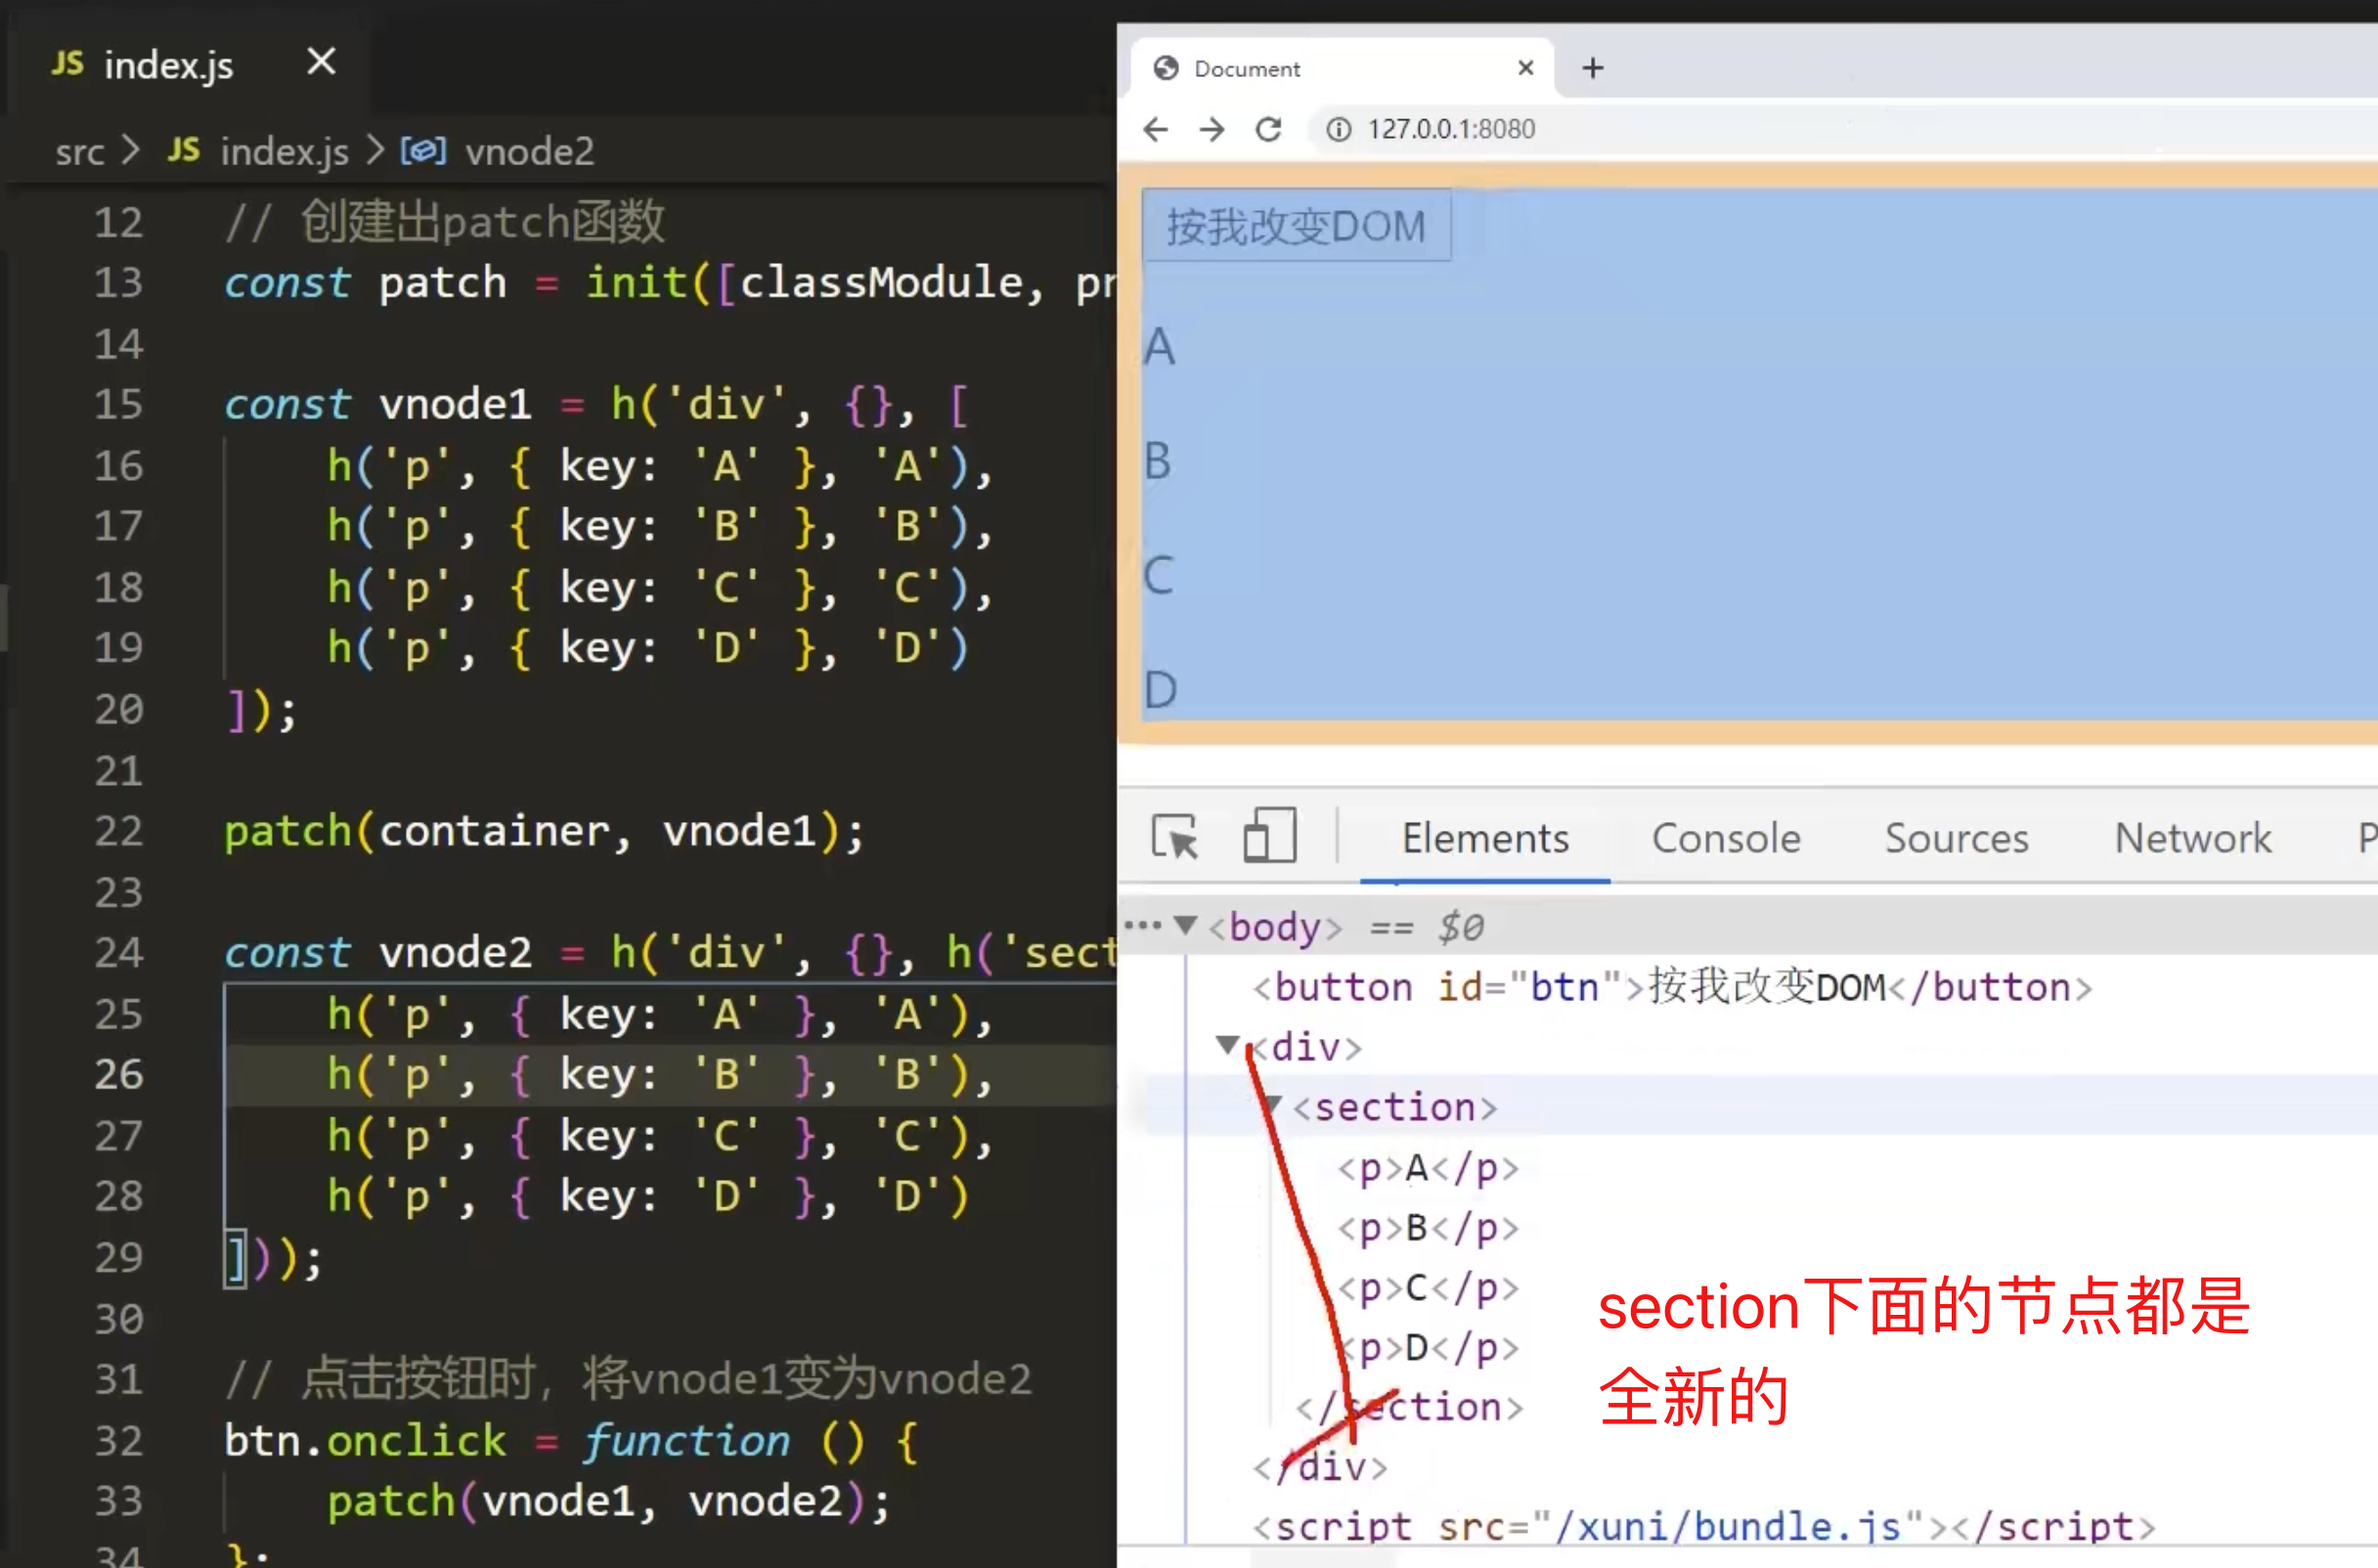 JS index.js ×
src > JS index.js > vnode2
12 // 创建出patch函数
13 const patch = init([classModule, pr
14
15 const vnode1 = h('div', {}, [
16 h('p', { key: 'A' }, 'A'),
17 h('p', { key: 'B' }, 'B'),
18 h('p', { key: 'C' }, 'C'),
19 h('p', { key: 'D' }, 'D')
20 ]);
21
22 patch(container, vnode1);
23
24 const vnode2 = h('div', {}, h('sect
25 h('p', { key: 'A' }, 'A'),
26 h('p', { key: 'B' }, 'B'),
27 h('p', { key: 'C' }, 'C'),
28 h('p', { key: 'D' }, 'D')
29 ]));
30
31 // 点击按钮时，将vnode1变为vnode2
32 btn.onclick = function () {
33 patch(vnode1, vnode2);
34 };
Document × +
127.0.0.1:8080
按我改变DOM
A
B
C
D
Elements Console Sources Network P
<body> == $0
<button id="btn">按我改变DOM</button>
<div>
<section>
<p>A</p>
<p>B</p>
<p>C</p>
<p>D</p>
</section>
</div>
<script src="/xuni/bundle.js"></script>
section下面的节点都是
全新的